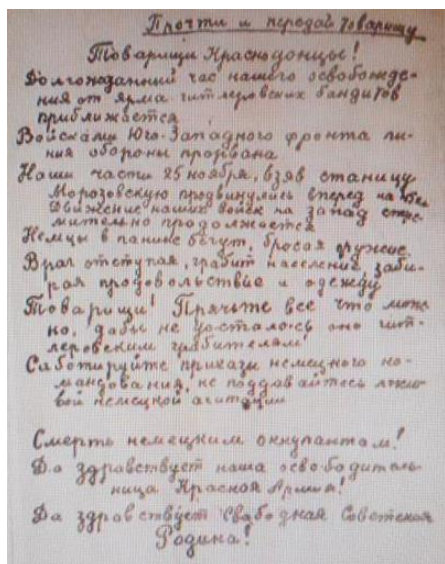 Прочти и передай товарищу
Товарищи Краснодонцы!
Долгожданный час нашего освобожде-
ния от ярма гитлеровских бандитов
приближается
Войсками Юго-Западного фронта ли-
ния обороны прорвана
Наши части 25 ноября, взяв станицу
Морозовскую продвинулись вперед на
Движение наших войск на запад стре-
мительно продолжается
Немцы в панике бегут, бросая оружие
Враг отступая, грабит население, заби-
рая продовольствие и одежду
Товарищи! Прячьте все что мож-
но, дабы не досталось оно гит-
леровским грабителям
Саботируйте приказы немецкого ко-
мандования, не поддавайтесь лжи-
вой немецкой агитации
Смерть немецким оккупантам!
Да здравствует наша освободитель-
ница Красная Армия!
Да здравствует свободная Советская
Родина!